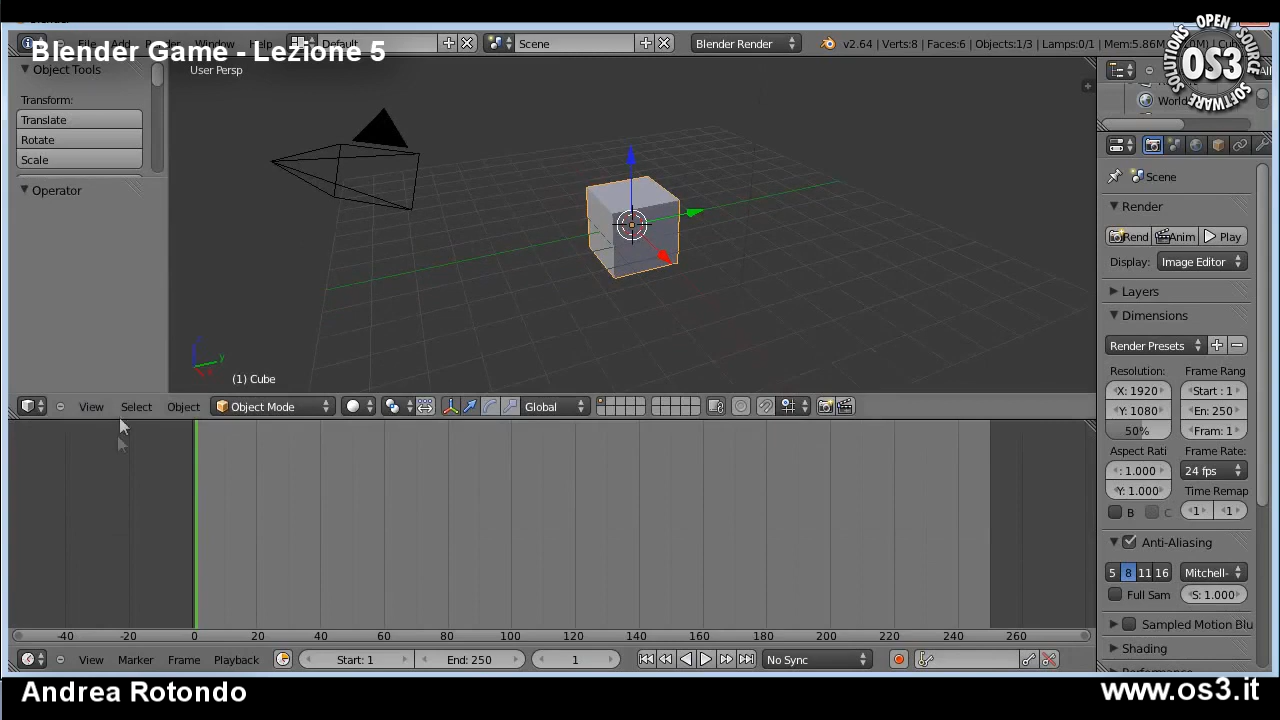 Blender Game - Lezione 5
File Add Render Window Help
Default
Scene
Blender Render
v2.64 | Verts:8 | Faces:6 | Objects:1/3 | Lamps:0/1 | Mem:5.86M
OPEN SOURCE SOFTWARE SOLUTIONS
OS3
Object Tools
Transform:
Translate
Rotate
Scale
Operator
User Persp
z
y
x
(1) Cube
View Select Object Object Mode Global
World
Scene
Render
Rend Anim Play
Display: Image Editor
Layers
Dimensions
Render Presets
Resolution: Frame Rang
X: 1920 Start: 1
Y: 1080 En: 250
50% Fram: 1
Aspect Rati Frame Rate:
: 1.000 24 fps
Y: 1.000 Time Remap
B C 1 1
Anti-Aliasing
5 8 11 16 Mitchell-
Full Sam S: 1.000
Sampled Motion Blu
Shading
Performance
-40 -20 0 20 40 60 80 100 120 140 160 180 200 220 240 260
View Marker Frame Playback Start: 1 End: 250 1 No Sync
Andrea Rotondo
www.os3.it